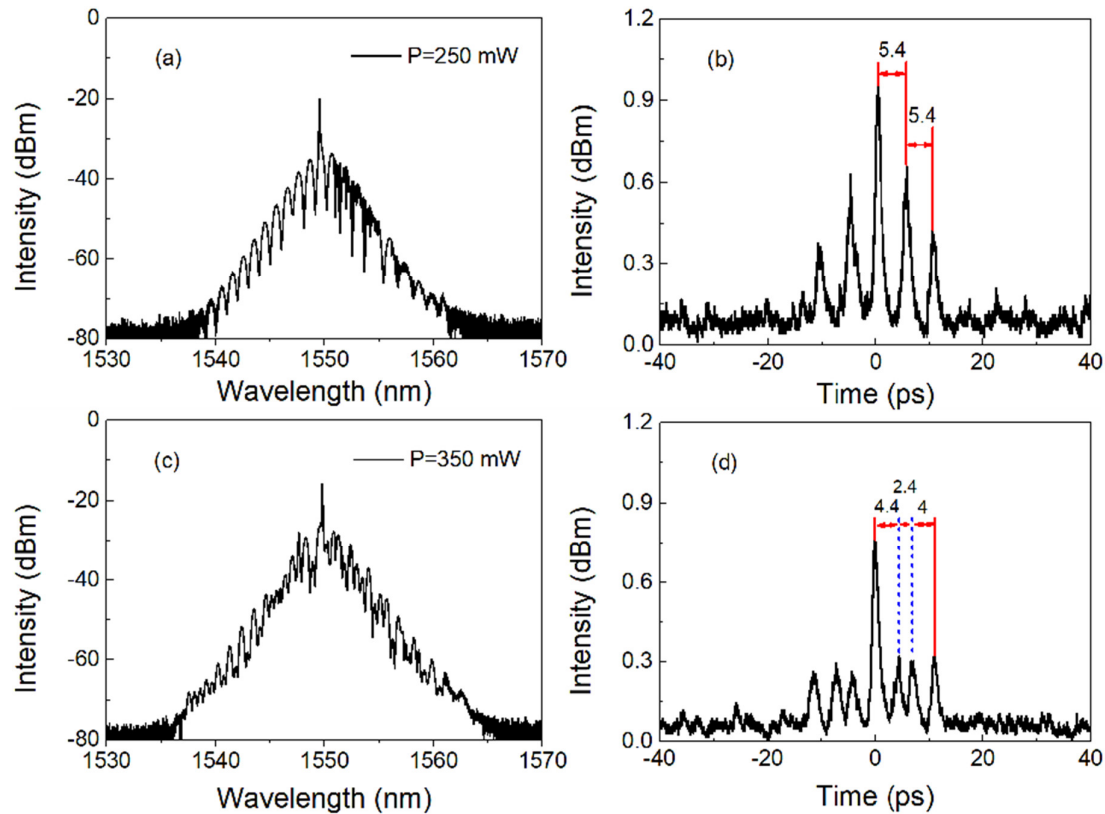 (a)
P=250 mW
0
-20
-40
-60
-80
Intensity (dBm)
1530 1540 1550 1560 1570
Wavelength (nm)
(b)
5.4
5.4
1.2
0.9
0.6
0.3
0.0
Intensity (dBm)
-40 -20 0 20 40
Time (ps)
(c)
P=350 mW
0
-20
-40
-60
-80
Intensity (dBm)
1530 1540 1550 1560 1570
Wavelength (nm)
(d)
2.4
4.4 4
1.2
0.9
0.6
0.3
0.0
Intensity (dBm)
-40 -20 0 20 40
Time (ps)